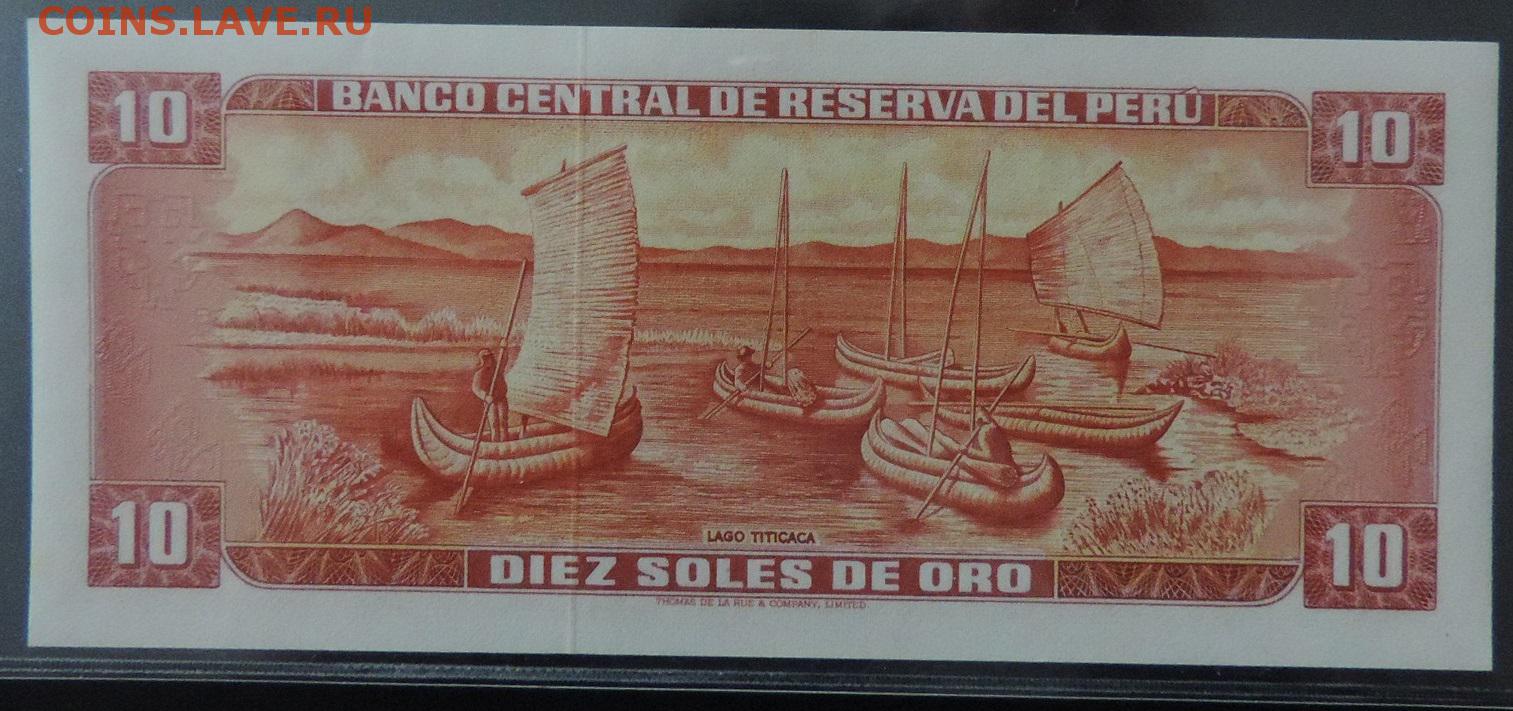 COINS.LAVE.RU
10
BANCO CENTRAL DE RESERVA DEL PERÚ
10
LAGO TITICACA
10
DIEZ SOLES DE ORO
10
THOMAS DE LA RUE & COMPANY, LIMITED